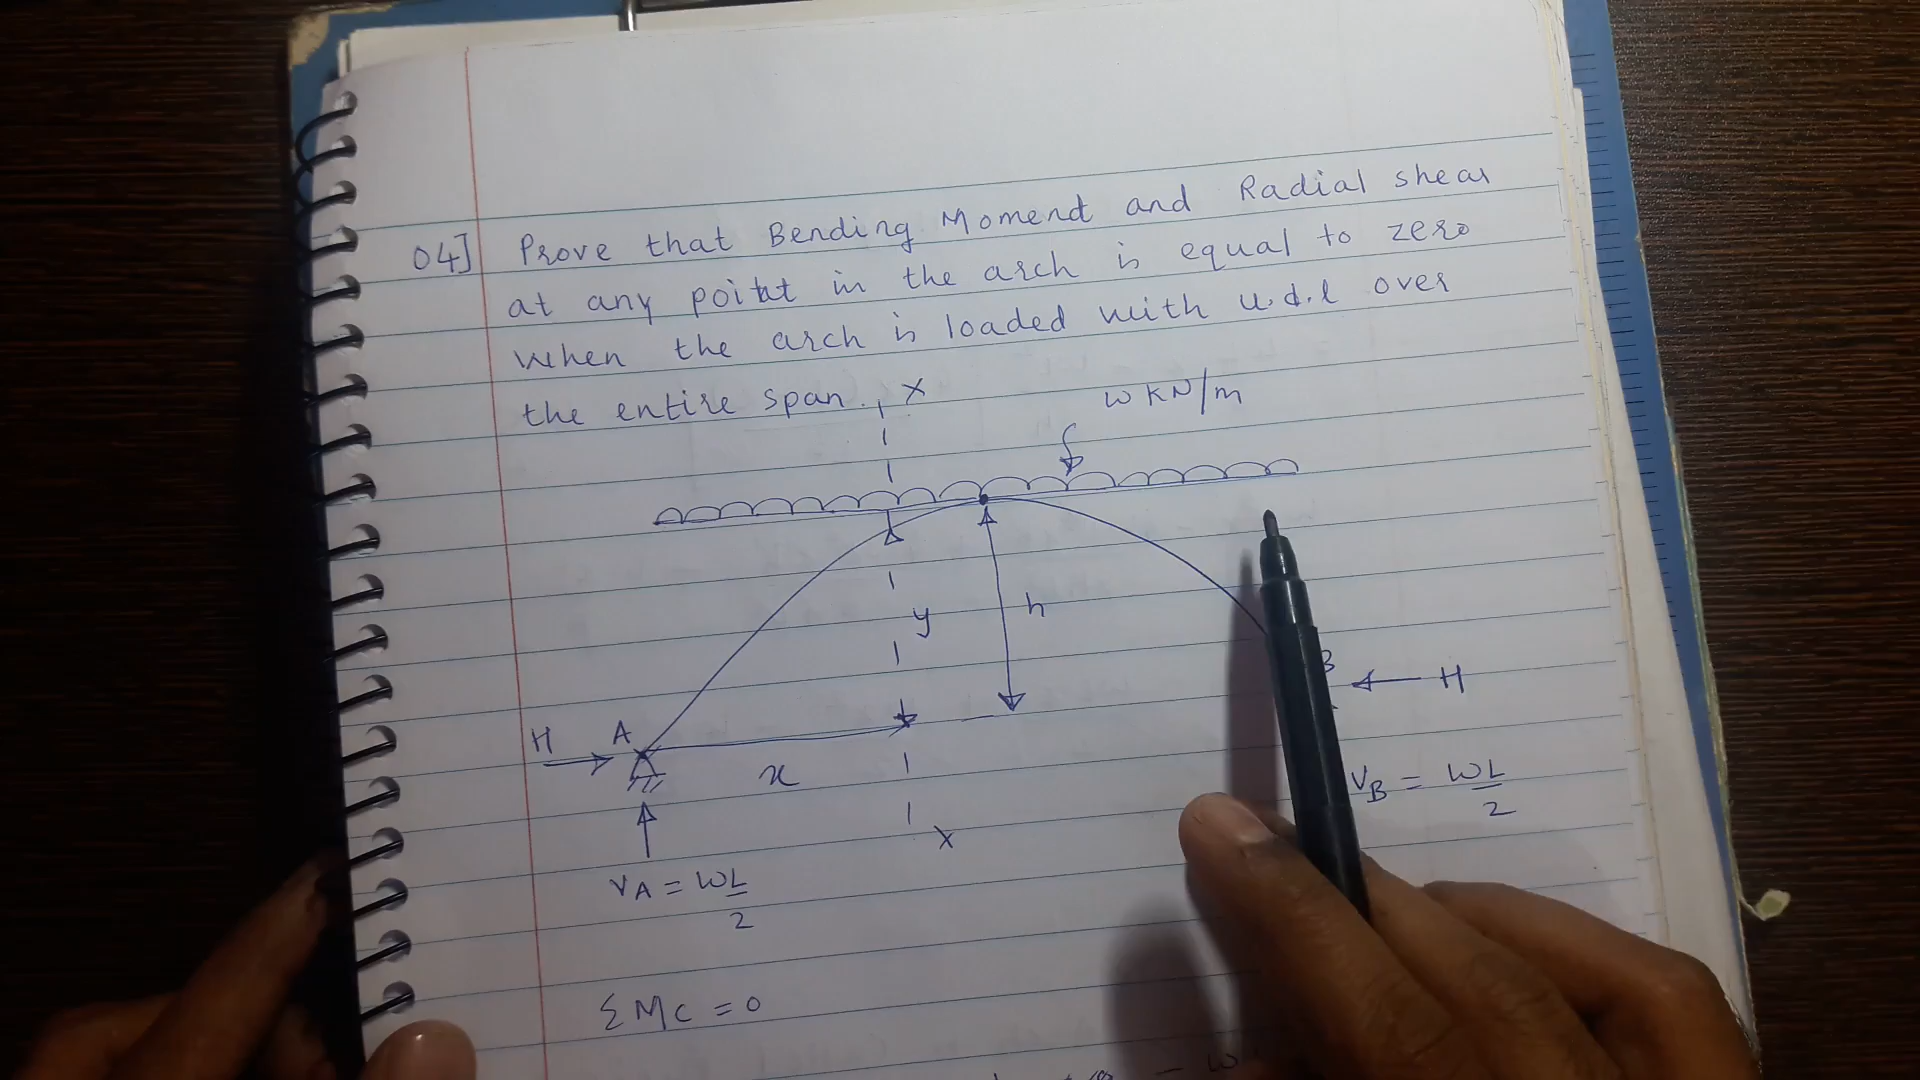 04] Prove that Bending Momend and Radial shear
at any point in the arch is equal to zero
when the arch is loaded with u.d.l over
the entire span.
X
w KN/m
y
h
H A
B H
x
X
VB = wL/2
VA = wL/2
ΣMc = 0